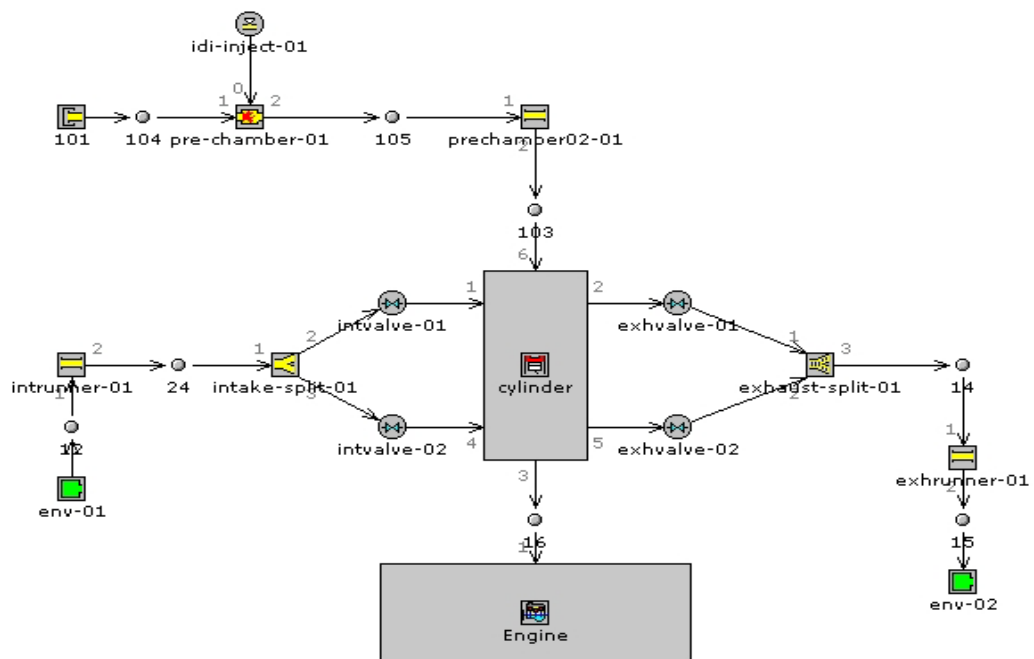 idi-inject-01
0
1 2 1
101 104 pre-chamber-01 105 prechamber02-01
2
103
6
1 2
intvalve-01 exhvalve-01
2 1
2 1 3
intrunner-01 24 intake-split-01 cylinder exhaust-split-01 14
1 3 2
12 1
4 5
intvalve-02 exhvalve-02
3 exhrunner-01
2
env-01
16 15
1
env-02
Engine